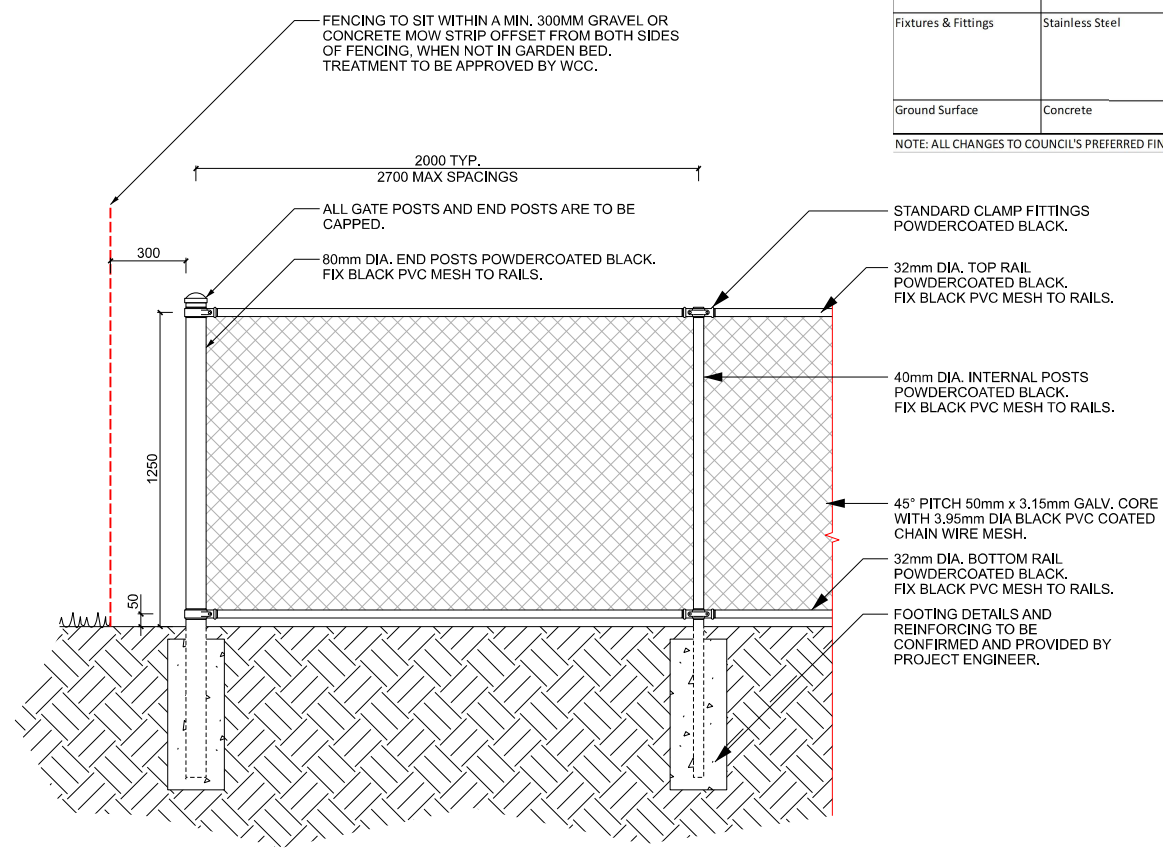 FENCING TO SIT WITHIN A MIN. 300MM GRAVEL OR
CONCRETE MOW STRIP OFFSET FROM BOTH SIDES
OF FENCING, WHEN NOT IN GARDEN BED.
TREATMENT TO BE APPROVED BY WCC.
Fixtures & Fittings
Stainless Steel
Ground Surface
Concrete
NOTE: ALL CHANGES TO COUNCIL'S PREFERRED FIN
2000 TYP.
2700 MAX SPACINGS
ALL GATE POSTS AND END POSTS ARE TO BE
CAPPED.
300
80mm DIA. END POSTS POWDERCOATED BLACK.
FIX BLACK PVC MESH TO RAILS.
STANDARD CLAMP FITTINGS
POWDERCOATED BLACK.
32mm DIA. TOP RAIL
POWDERCOATED BLACK.
FIX BLACK PVC MESH TO RAILS.
40mm DIA. INTERNAL POSTS
POWDERCOATED BLACK.
FIX BLACK PVC MESH TO RAILS.
1250
45° PITCH 50mm x 3.15mm GALV. CORE
WITH 3.95mm DIA BLACK PVC COATED
CHAIN WIRE MESH.
32mm DIA. BOTTOM RAIL
POWDERCOATED BLACK.
FIX BLACK PVC MESH TO RAILS.
50
FOOTING DETAILS AND
REINFORCING TO BE
CONFIRMED AND PROVIDED BY
PROJECT ENGINEER.